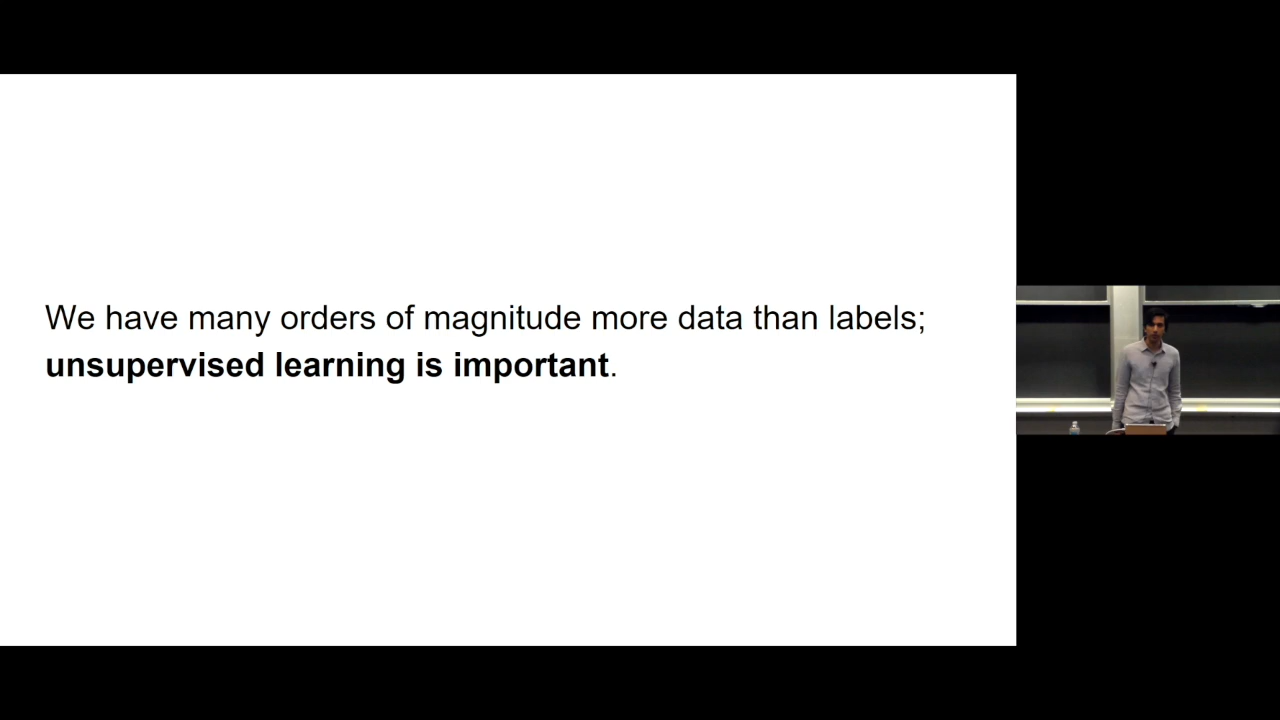 We have many orders of magnitude more data than labels;
unsupervised learning is important.